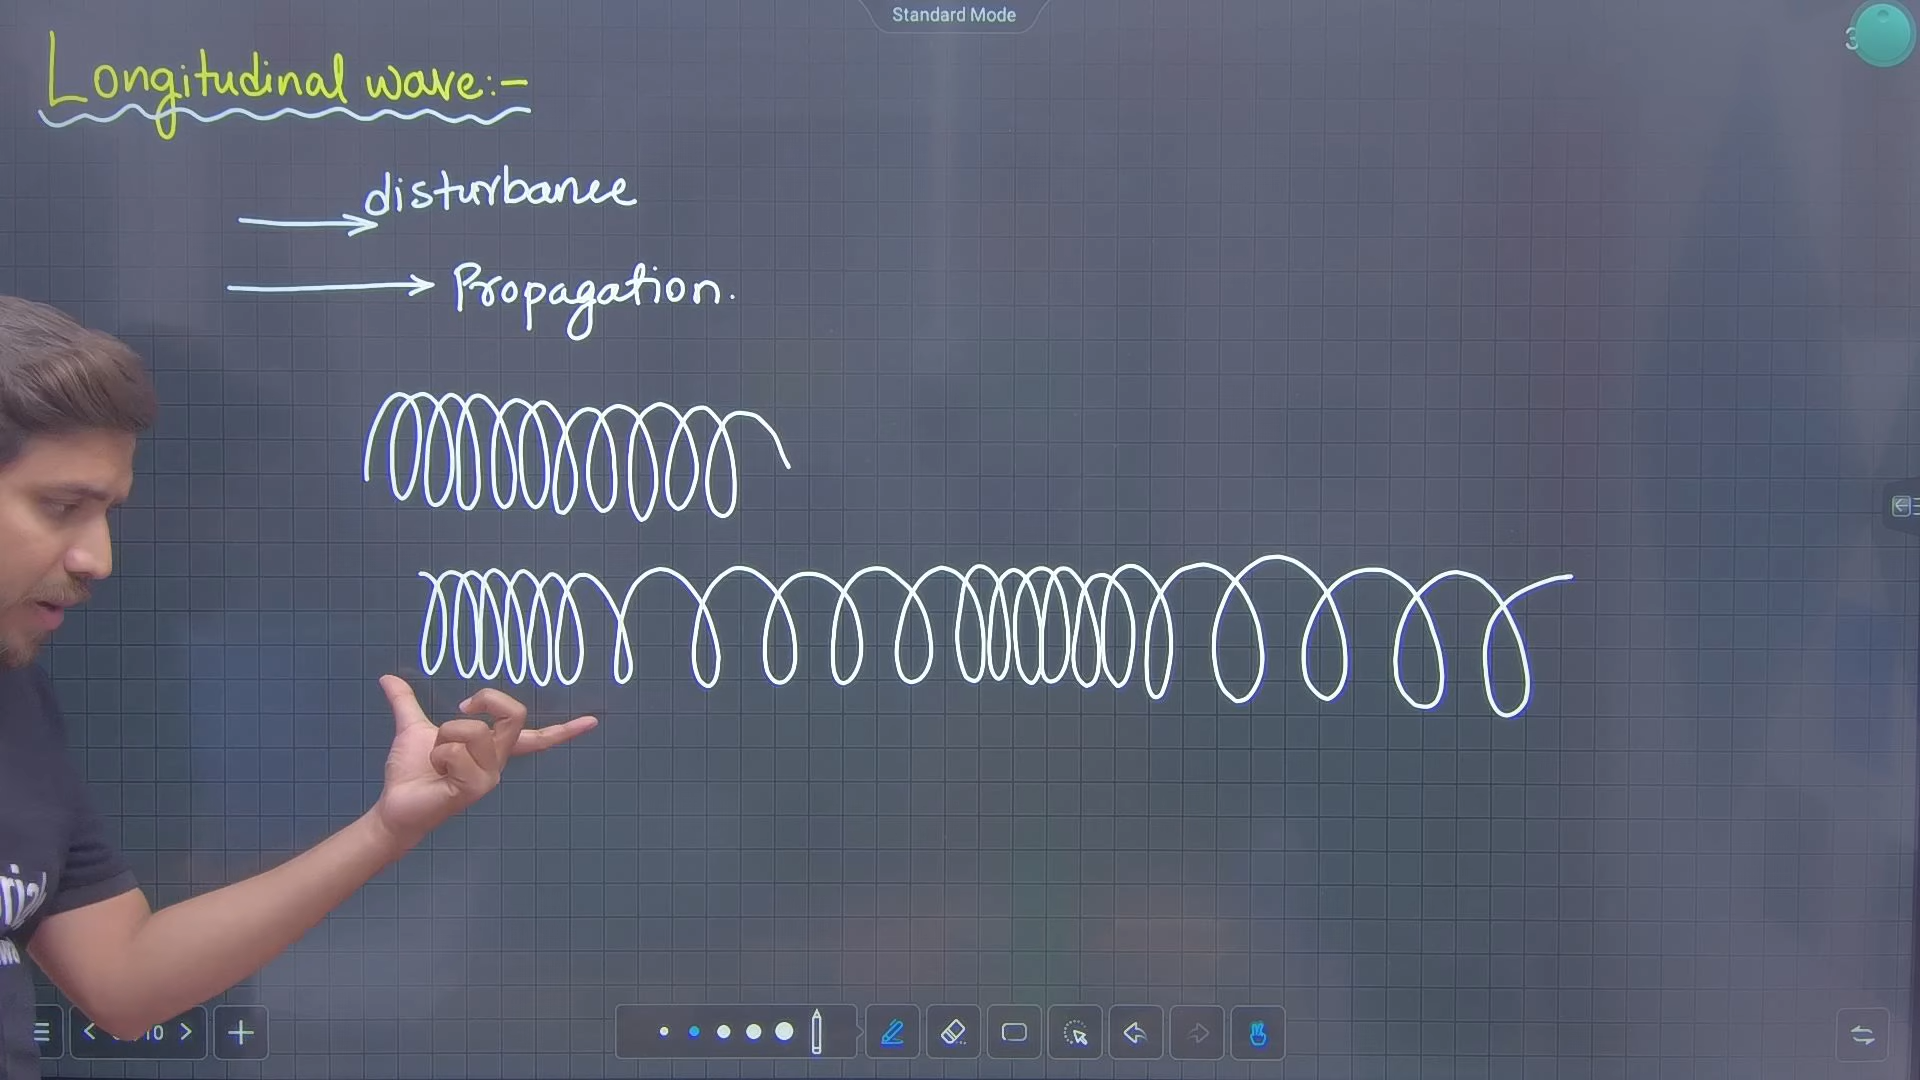 Standard Mode
Longitudinal wave:-
disturbance
Propagation.